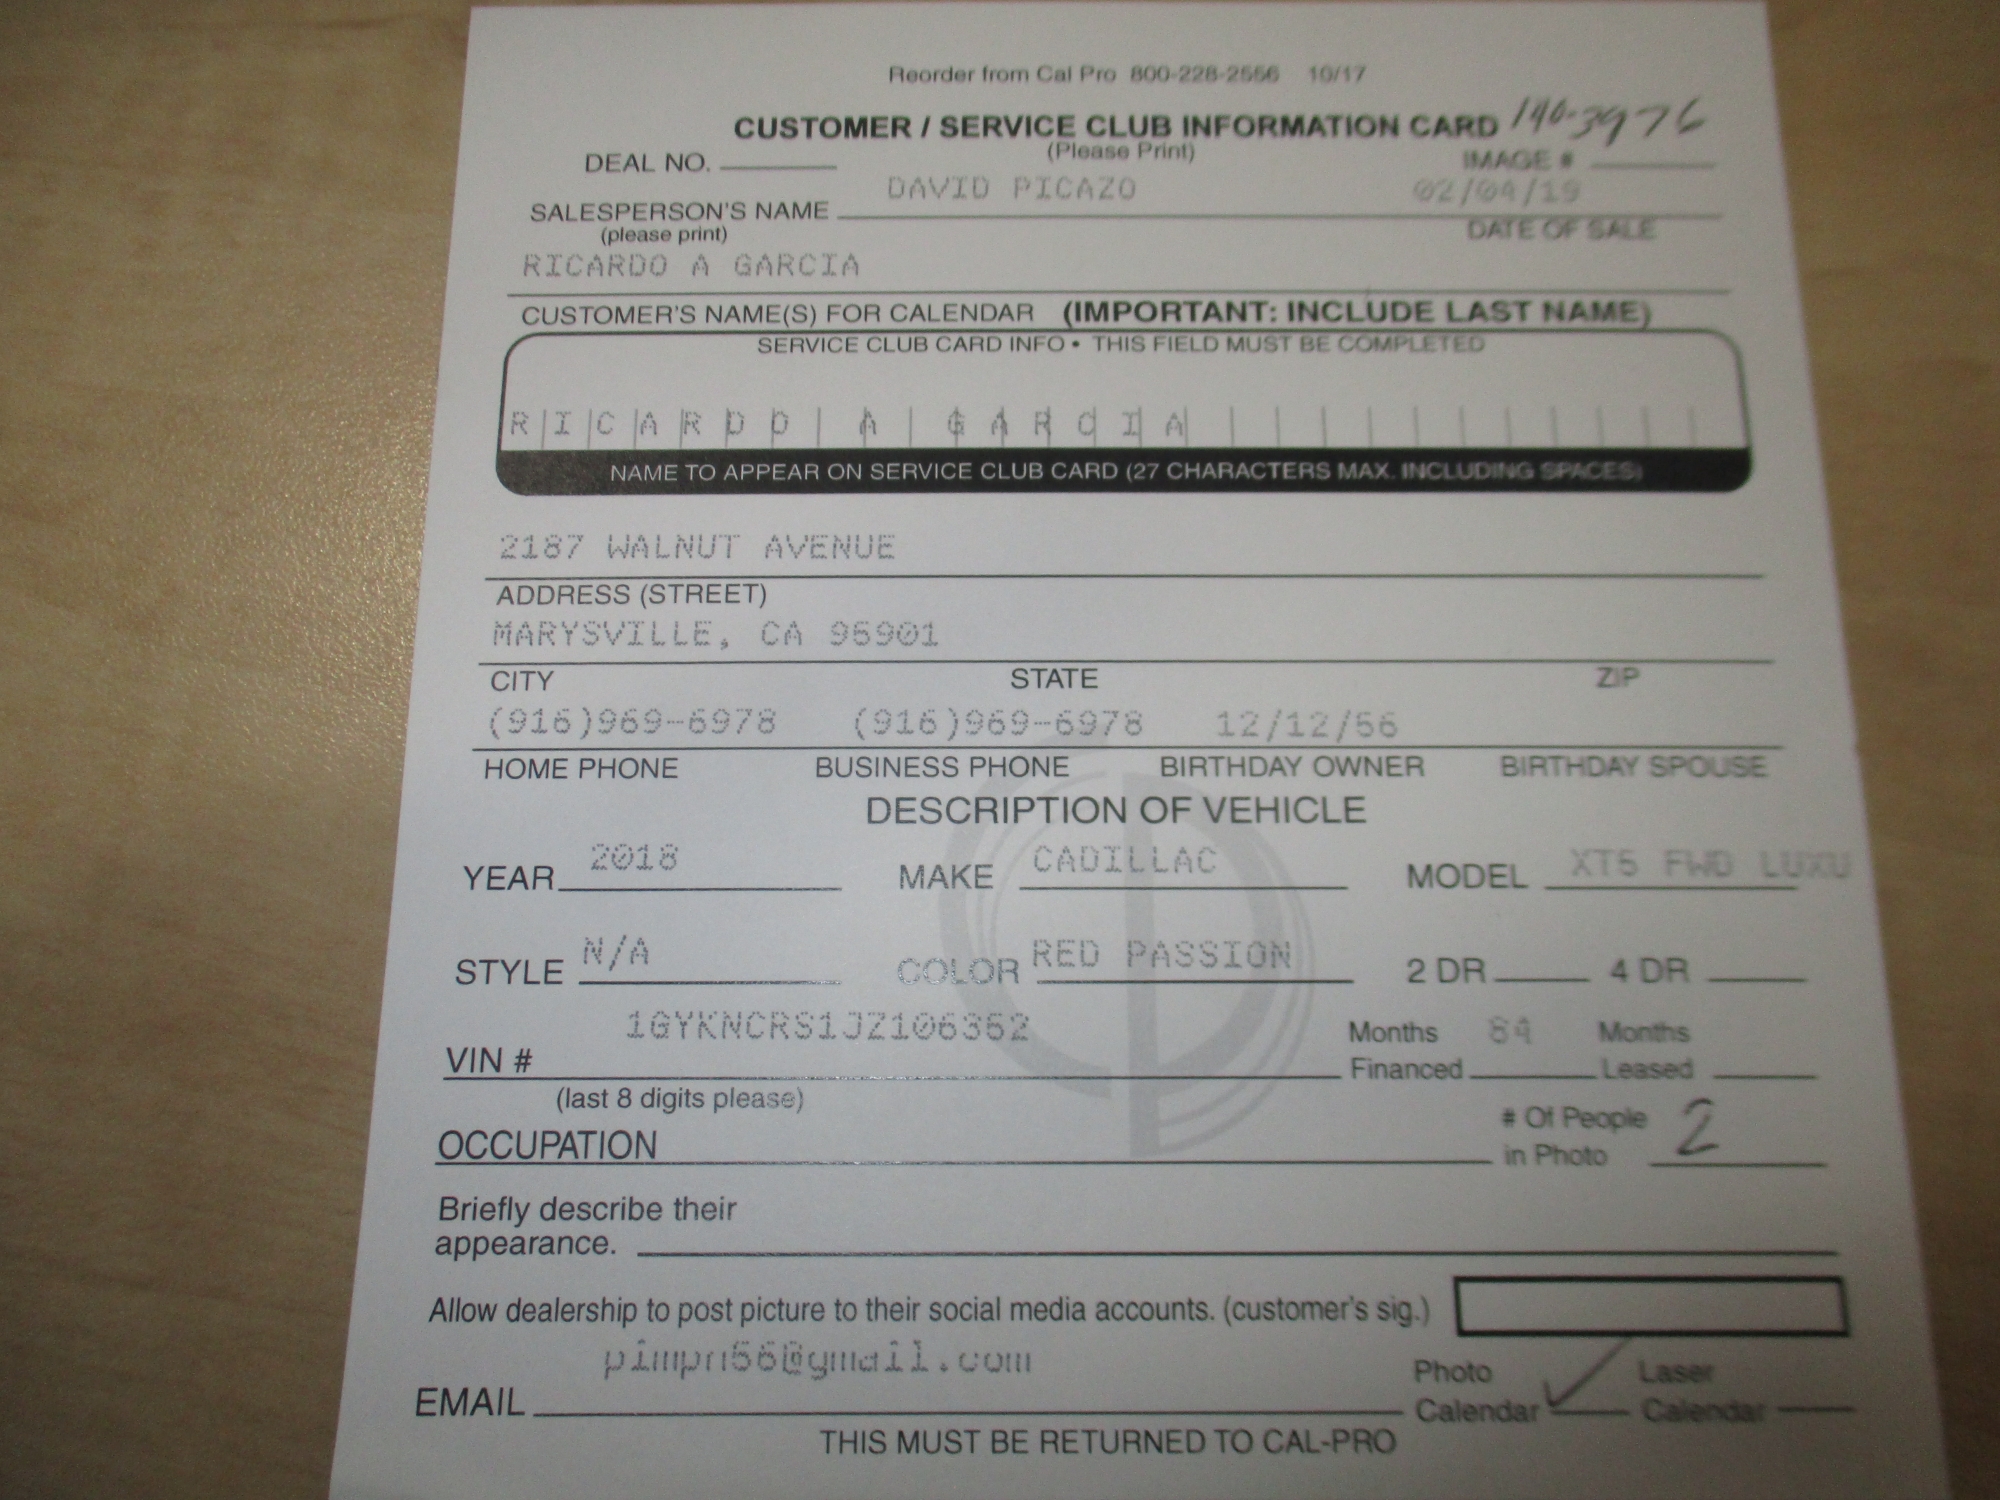 Reorder from Cal Pro 800-228-2556 10/17
CUSTOMER / SERVICE CLUB INFORMATION CARD 140-3976
(Please Print)
DEAL NO. IMAGE #
DAVID PICAZO 02/04/19
SALESPERSON'S NAME DATE OF SALE
(please print)
RICARDO A GARCIA
CUSTOMER'S NAME(S) FOR CALENDAR (IMPORTANT: INCLUDE LAST NAME)
SERVICE CLUB CARD INFO • THIS FIELD MUST BE COMPLETED
RICARDO A GARCIA
NAME TO APPEAR ON SERVICE CLUB CARD (27 CHARACTERS MAX. INCLUDING SPACES)
2187 WALNUT AVENUE
ADDRESS (STREET)
MARYSVILLE, CA 95901
CITY STATE ZIP
(916)969-6978 (916)969-6978 12/12/56
HOME PHONE BUSINESS PHONE BIRTHDAY OWNER BIRTHDAY SPOUSE
DESCRIPTION OF VEHICLE
YEAR 2018 MAKE CADILLAC MODEL XT5 FWD LUXU
STYLE N/A COLOR RED PASSION 2 DR 4 DR
1GYKNCRS1JZ106362 Months 84 Months
VIN # Financed Leased
(last 8 digits please)
# Of People 2
OCCUPATION in Photo
Briefly describe their
appearance.
Allow dealership to post picture to their social media accounts. (customer's sig.)
Photo Laser
EMAIL Calendar Calendar
THIS MUST BE RETURNED TO CAL-PRO